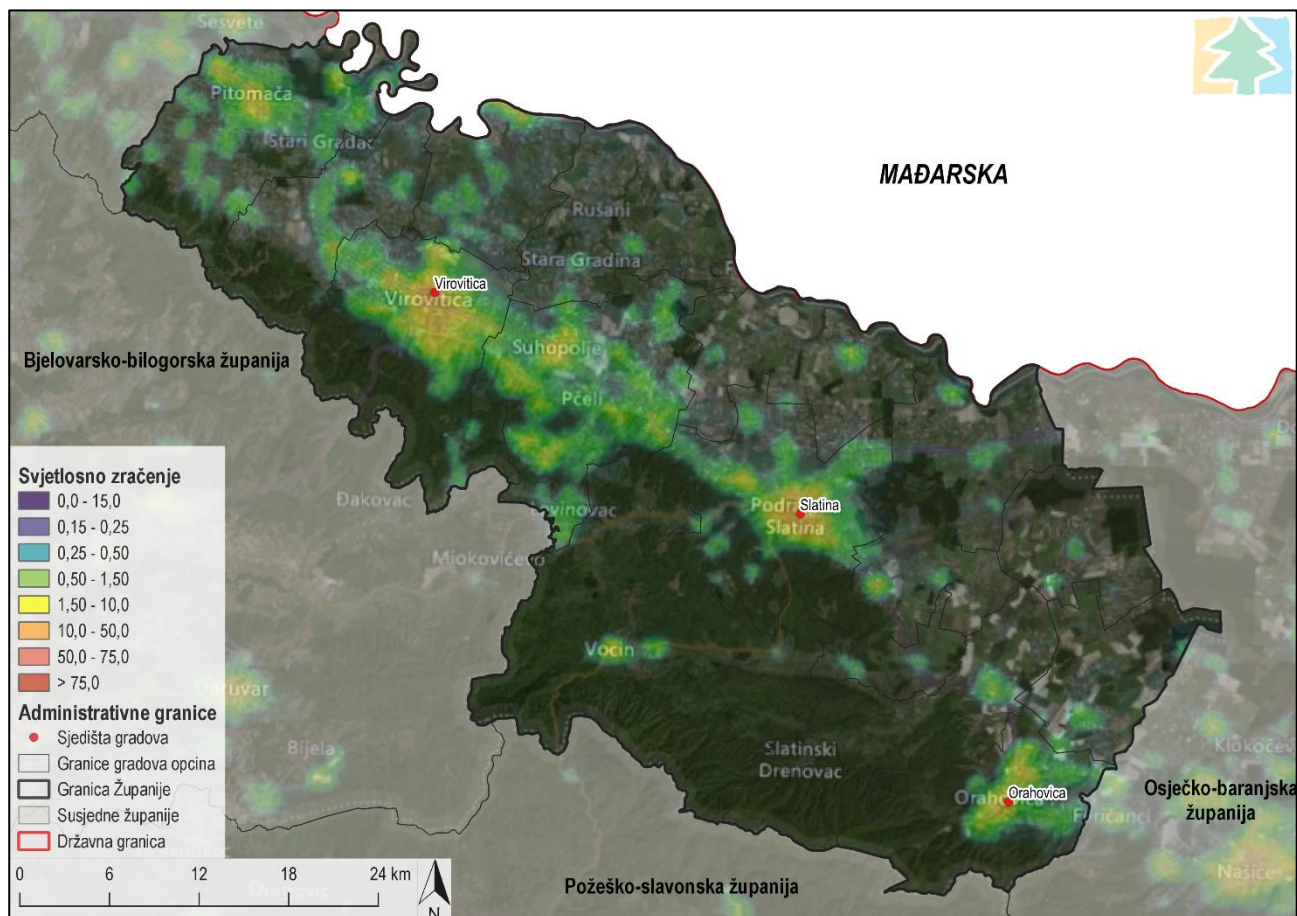 Sesvete
Pitomača
Stari Gradac
MAĐARSKA
Rušani
Stara Gradina
Virovitica
Virovitica
Bjelovarsko-bilogorska županija
Suhopolje
Pčeli
Svjetlosno zračenje
0,0 - 15,0
0,15 - 0,25
0,25 - 0,50
0,50 - 1,50
1,50 - 10,0
10,0 - 50,0
50,0 - 75,0
> 75,0
Administrativne granice
Sjedišta gradova
Granice gradova opcina
Granica Županije
Susjedne županije
Državna granica
0 6 12 18 24 km
N
Đakovac
Miokovićevo
Slatina
Slatina
Voćin
Daruvar
Bijela
Slatinski
Drenovac
Orahovica
Orahovica
Klokočev
Osječko-baranjska
županija
Feričanci
Našice
Požeško-slavonska županija